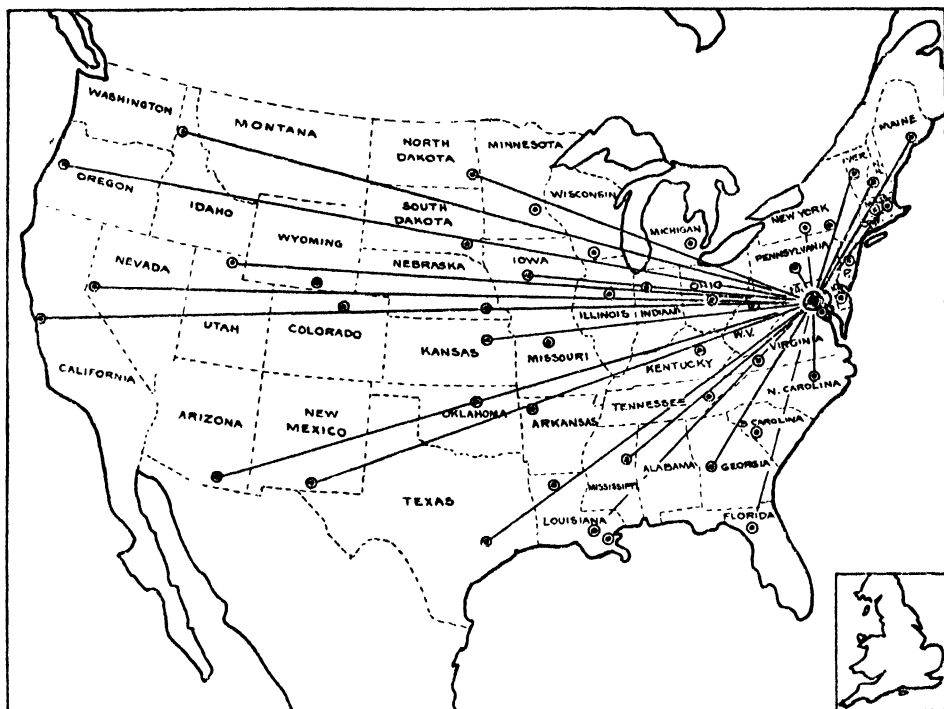 WASHINGTON
MONTANA
NORTH
DAKOTA
MINNESOTA
MAINE
OREGON
IDAHO
SOUTH
DAKOTA
WISCONSIN
WYOMING
MICHIGAN
NEW YORK
NEVADA
NEBRASKA
IOWA
PENNSYLVANIA
OHIO
UTAH
COLORADO
ILLINOIS
INDIANA
W.V.
KANSAS
MISSOURI
VIRGINIA
KENTUCKY
CALIFORNIA
N. CAROLINA
ARIZONA
NEW
MEXICO
OKLAHOMA
ARKANSAS
TENNESSEE
S CAROLINA
TEXAS
MISSISSIPPI
ALABAMA
GEORGIA
LOUISIANA
FLORIDA